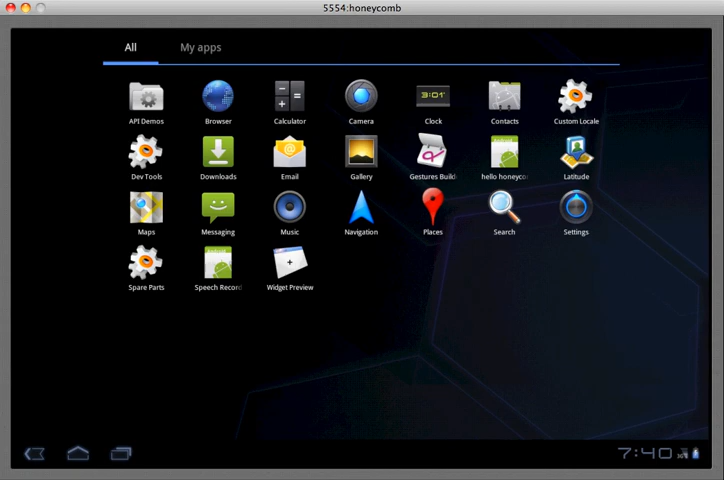 5554:honeycomb
All My apps
3:01
API Demos Browser Calculator Camera Clock Contacts Custom Locale
Dev Tools Downloads Email Gallery Gestures Build hello honeyco Latitude
Maps Messaging Music Navigation Places Search Settings
Spare Parts Speech Record Widget Preview
7:40